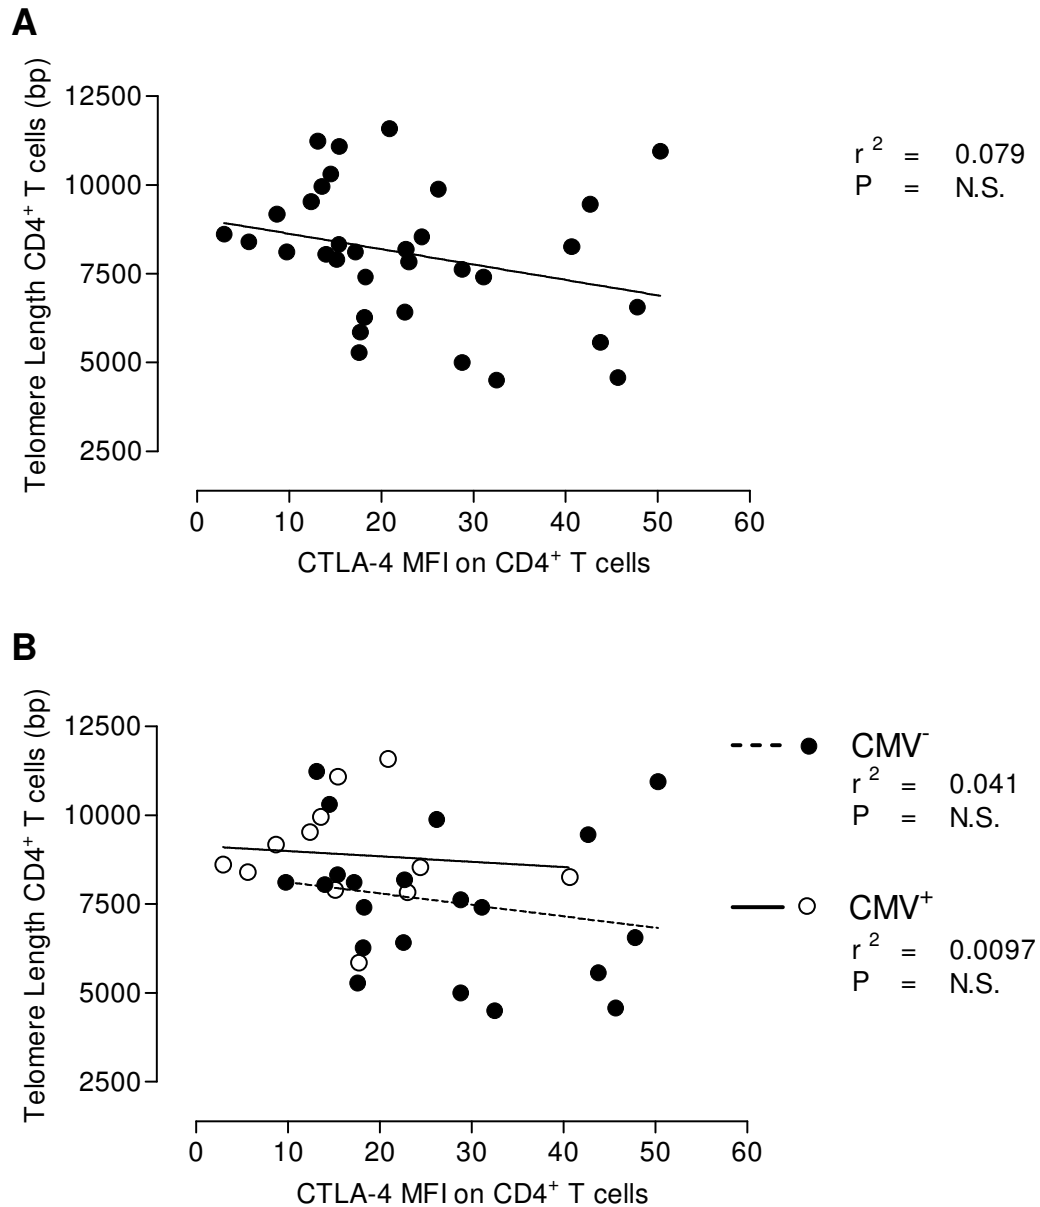 A
Telomere Length CD4⁺ T cells (bp)
12500
10000
7500
5000
2500
0 10 20 30 40 50 60
CTLA-4 MFI on CD4⁺ T cells
r² = 0.079
P = N.S.
B
Telomere Length CD4⁺ T cells (bp)
12500
10000
7500
5000
2500
0 10 20 30 40 50 60
CTLA-4 MFI on CD4⁺ T cells
CMV⁻
r² = 0.041
P = N.S.
CMV⁺
r² = 0.0097
P = N.S.